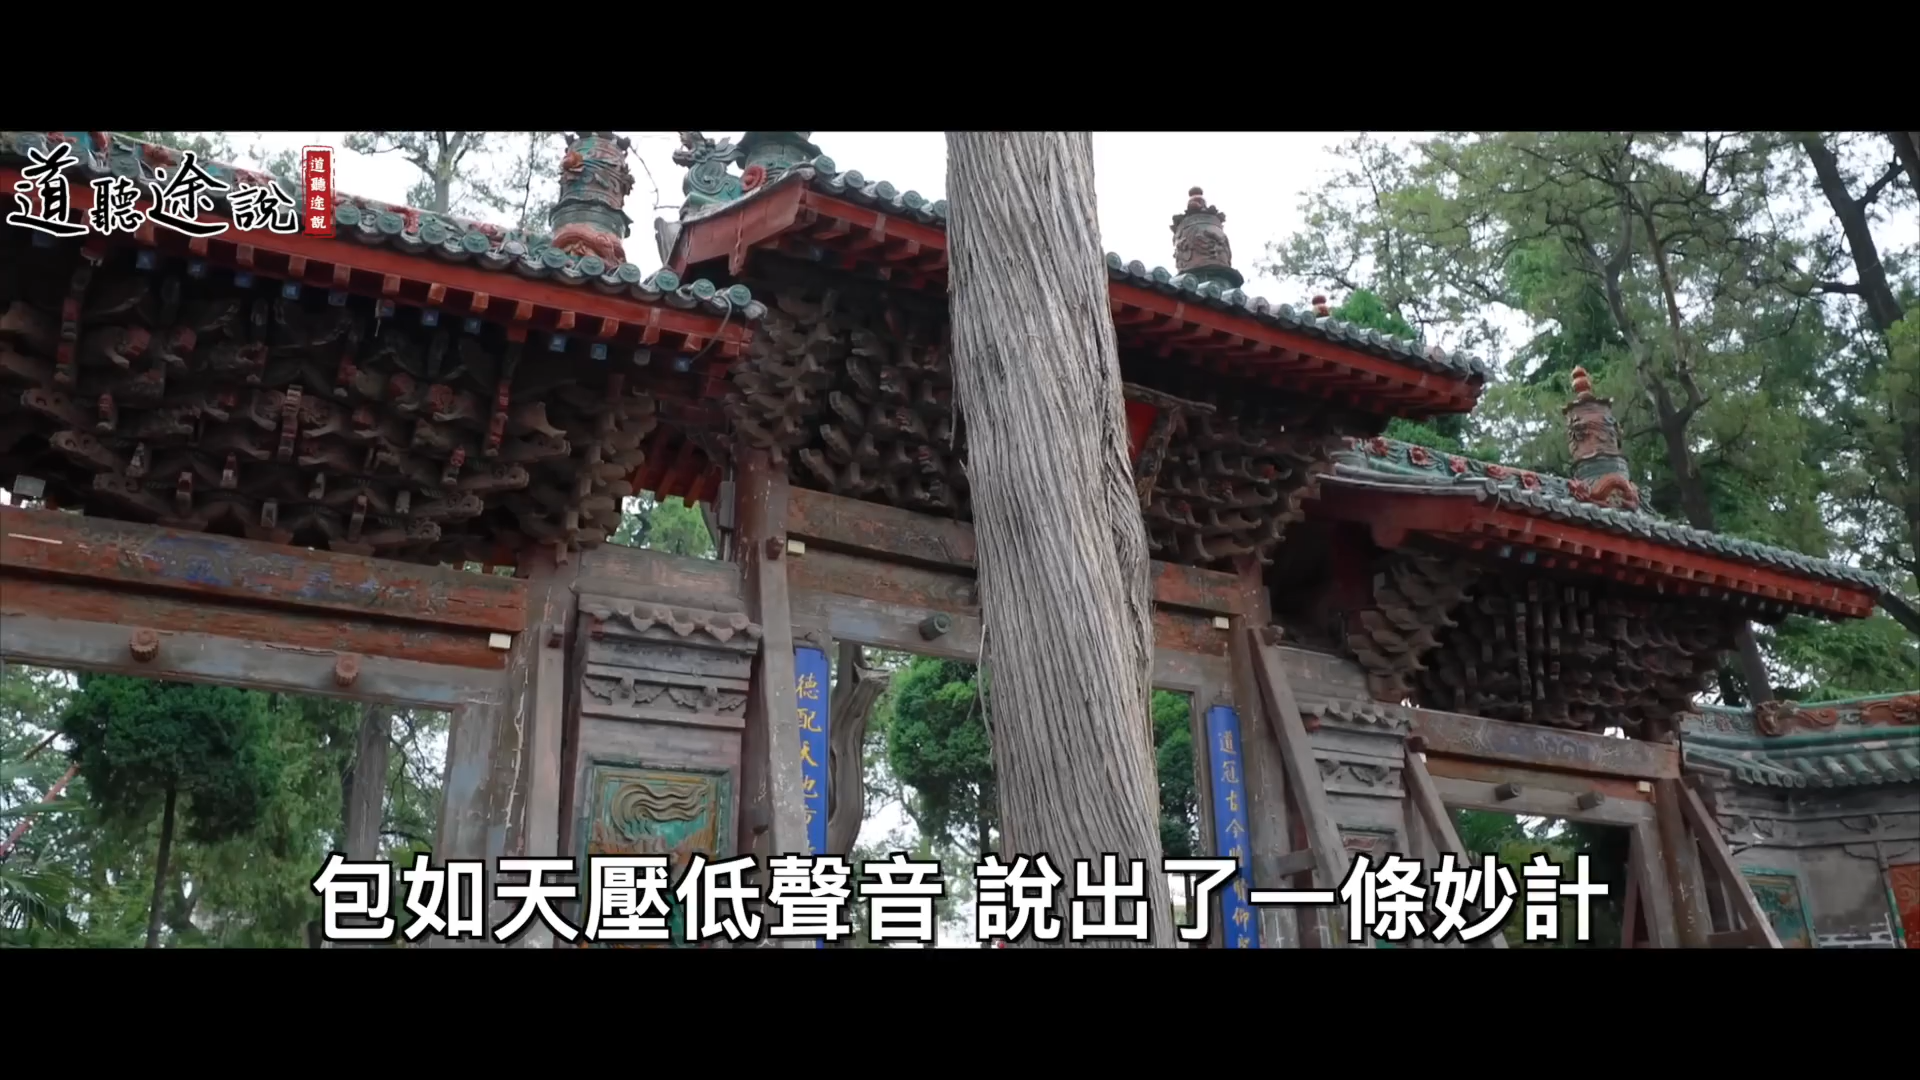 道聽途說
道聽途說
德配天地
道冠古今
包如天壓低聲音 說出了一條妙計